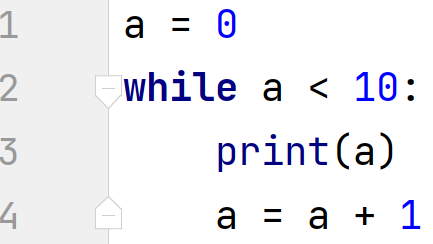 1 a = 0
2 while a < 10:
3     print(a)
4     a = a + 1